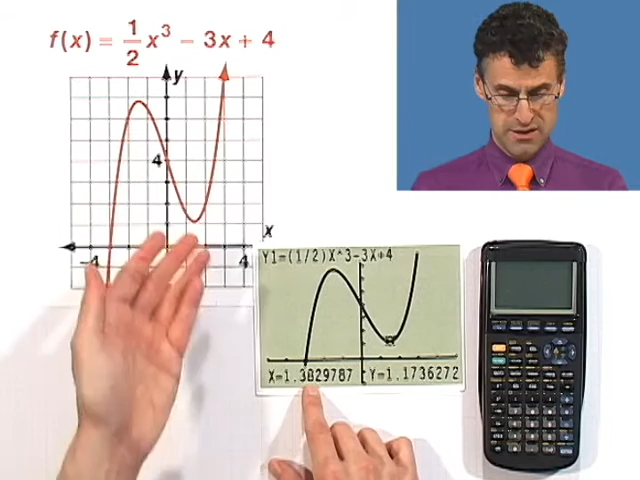 f(x) = 1/2 x³ − 3x + 4
y
4
x
-4
4
Y1=(1/2)X^3-3X+4
X=1.3829787 Y=1.1736272